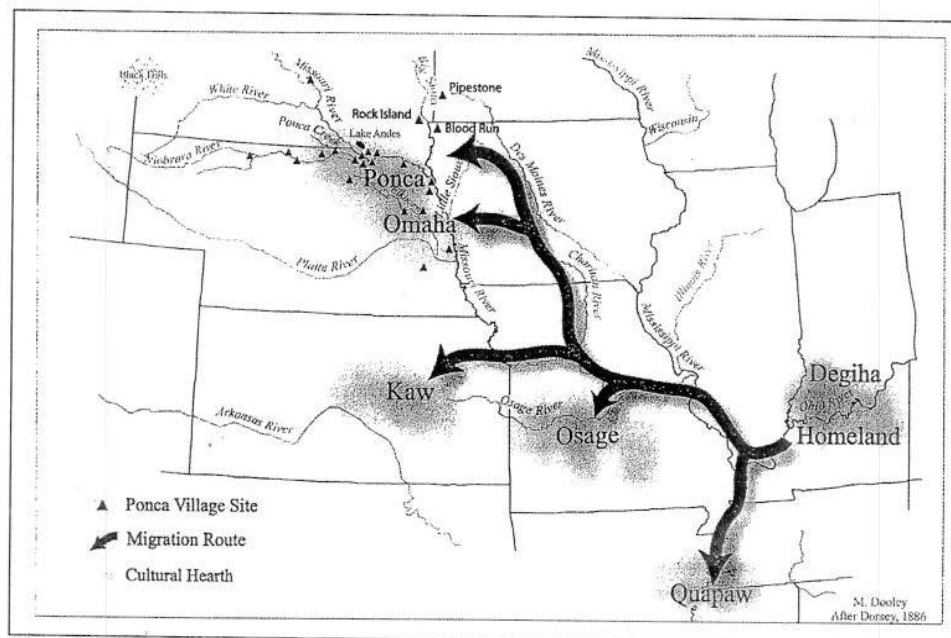 Black Hills
Missouri River
White River
Big Sioux
Pipestone
Mississippi River
Rock Island
Ponca Creek
Lake Andes
Blood Run
Wisconsin
Niobrara River
Ponca
Little Sioux
Des Moines River
Omaha
Platte River
Missouri River
Chariton River
Illinois River
Mississippi River
Kaw
Degiha
Ohio River
Homeland
Arkansas River
Osage River
Osage
Ponca Village Site
Migration Route
Cultural Hearth
Quapaw
M. Dooley
After Dorsey, 1886